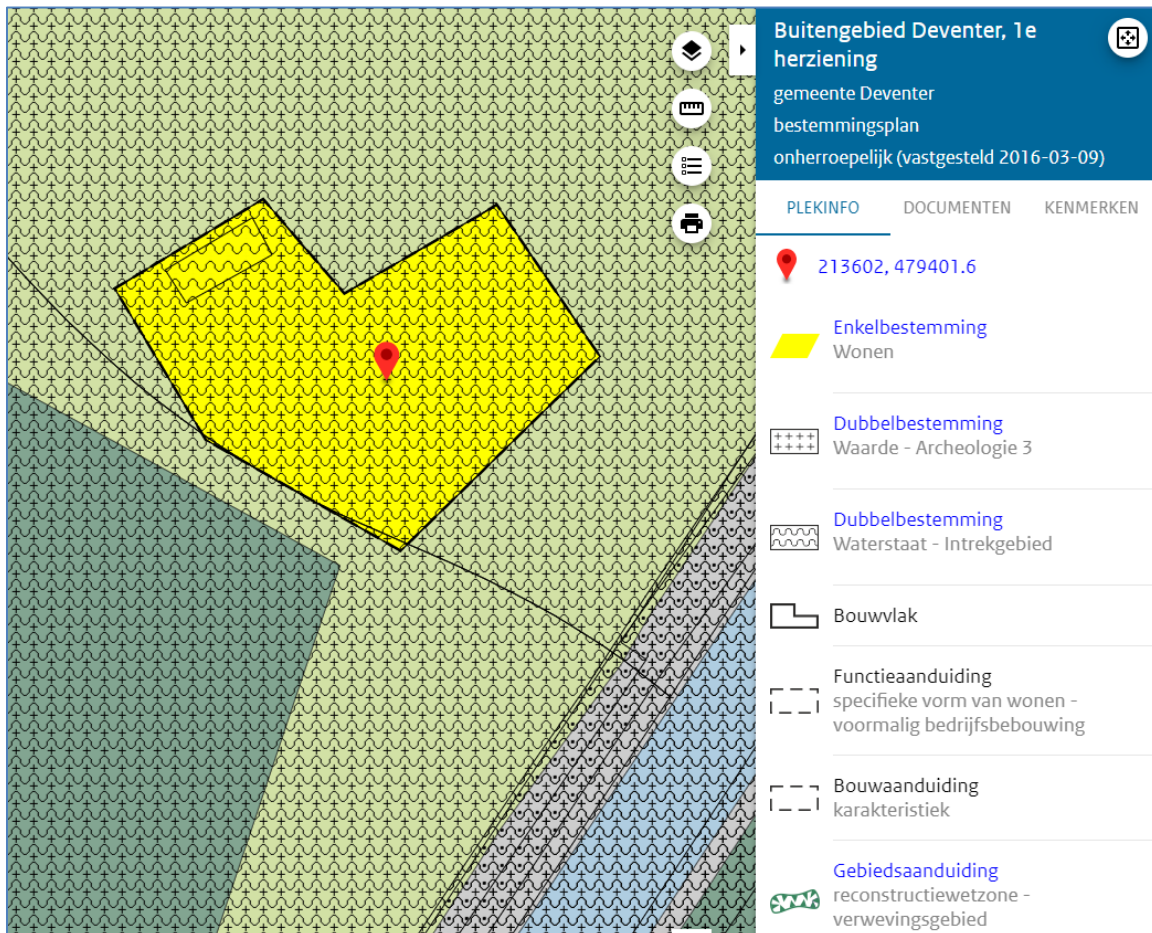 Buitengebied Deventer, 1e
herziening
gemeente Deventer
bestemmingsplan
onherroepelijk (vastgesteld 2016-03-09)
PLEKINFO DOCUMENTEN KENMERKEN
213602, 479401.6
Enkelbestemming
Wonen
Dubbelbestemming
Waarde - Archeologie 3
Dubbelbestemming
Waterstaat - Intrekgebied
Bouwvlak
Functieaanduiding
specifieke vorm van wonen -
voormalig bedrijfsbebouwing
Bouwaanduiding
karakteristiek
Gebiedsaanduiding
reconstructiewetzone -
verwevingsgebied